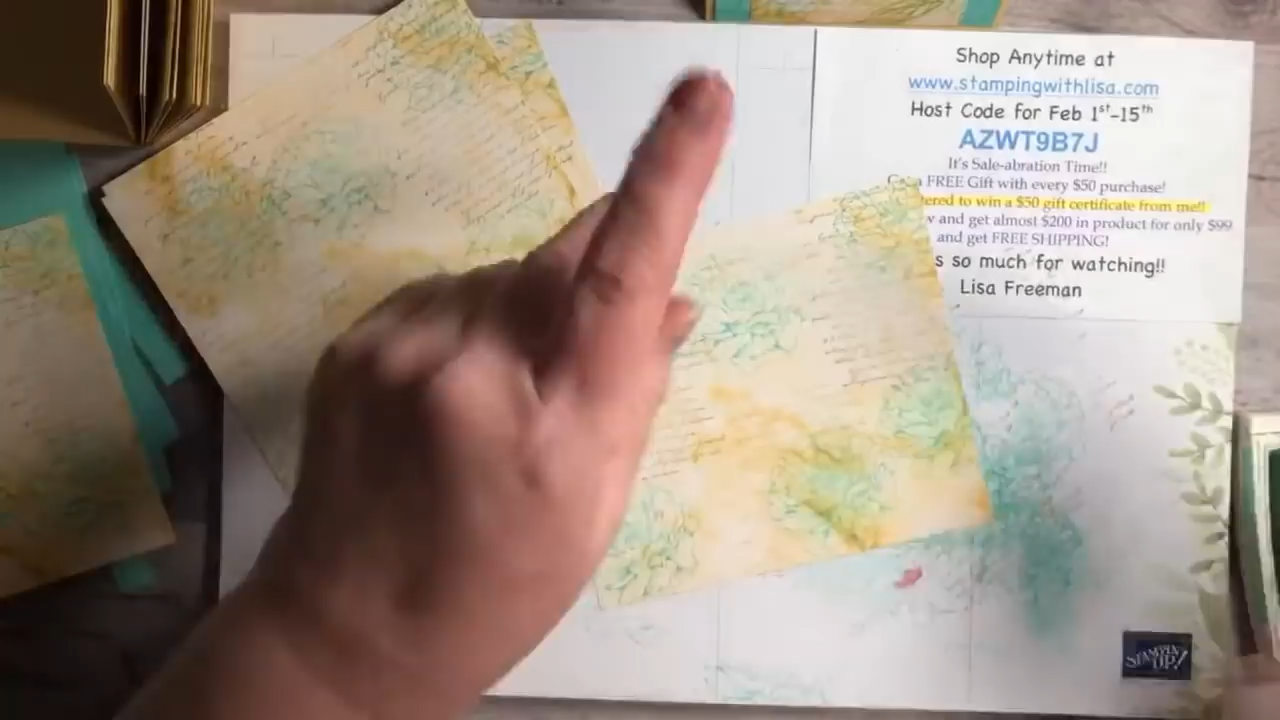 Shop Anytime at
www.stampingwithlisa.com
Host Code for Feb 1st-15th
AZWT9B7J
It's Sale-abration Time!!
FREE Gift with every $50 purchase!
to win a $50 gift certificate from me!!
and get almost $200 in product for only $99
and get FREE SHIPPING!
so much for watching!!
Lisa Freeman
STAMPIN' UP!